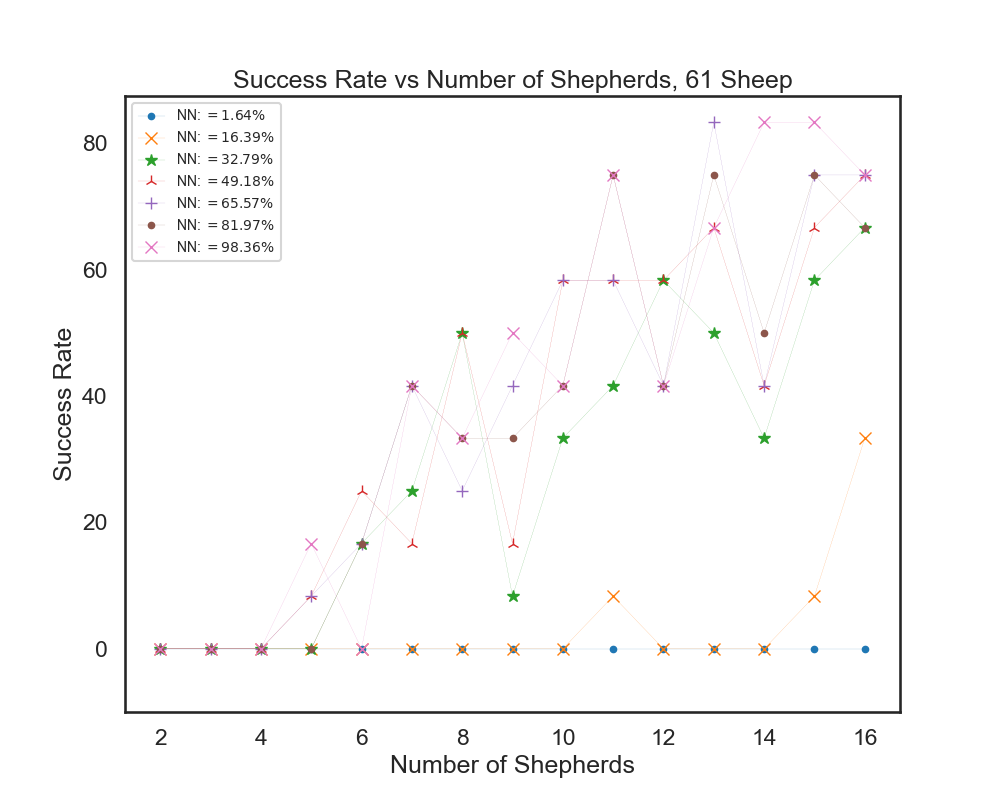 Success Rate vs Number of Shepherds, 61 Sheep
NN: = 1.64%
NN: = 16.39%
NN: = 32.79%
NN: = 49.18%
NN: = 65.57%
NN: = 81.97%
NN: = 98.36%
80
60
40
20
0
Success Rate
2 4 6 8 10 12 14 16
Number of Shepherds